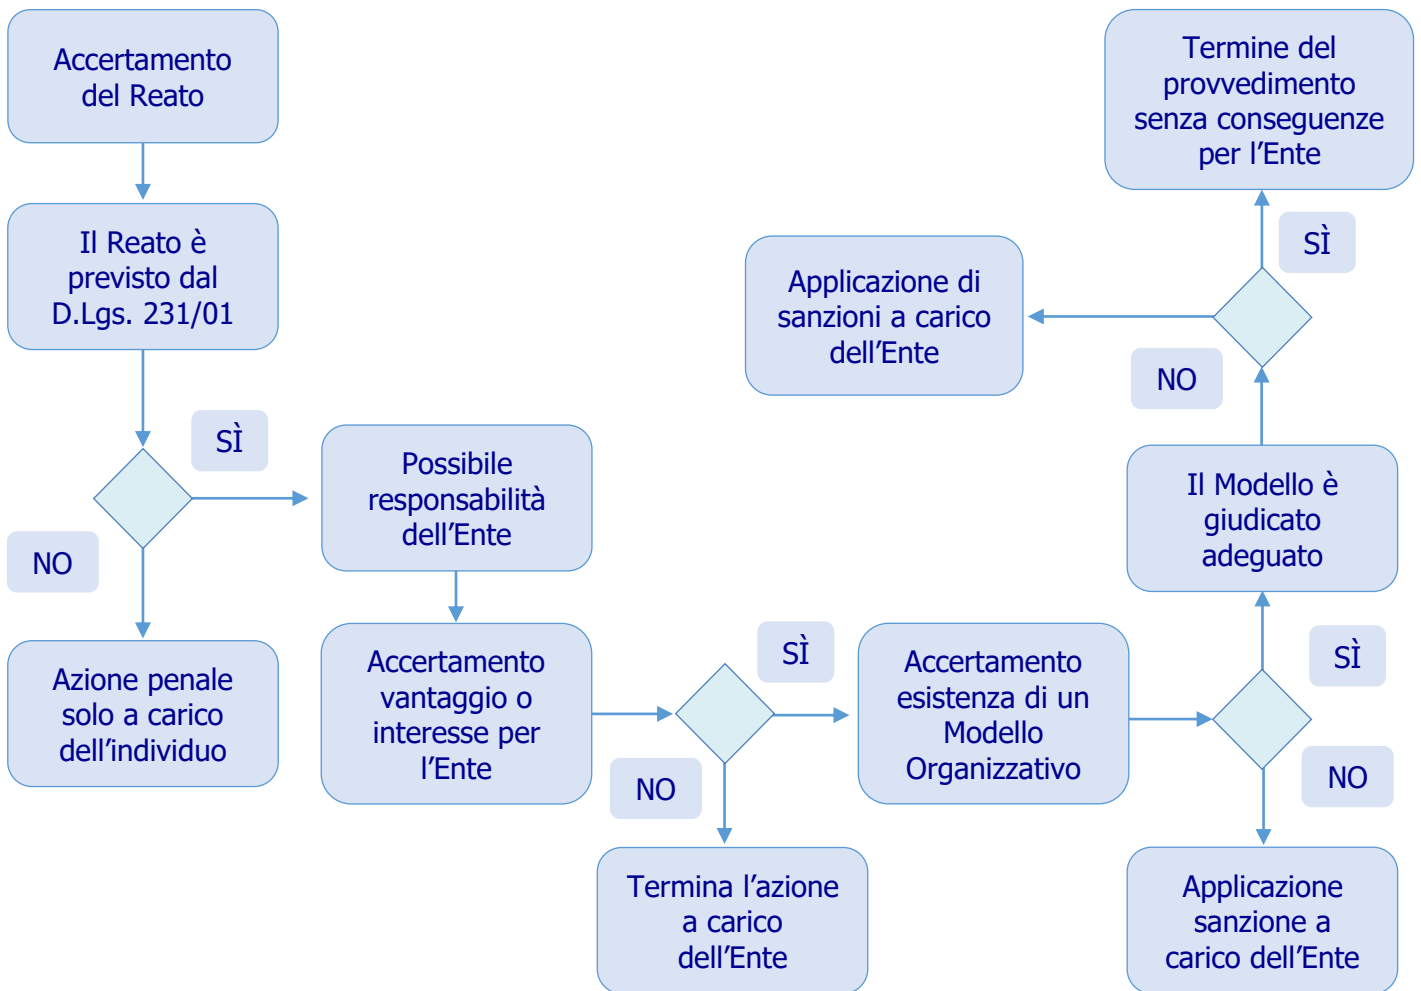 Accertamento
del Reato
Il Reato è
previsto dal
D.Lgs. 231/01
SÌ
NO
Azione penale
solo a carico
dell’individuo
Possibile
responsabilità
dell’Ente
Accertamento
vantaggio o
interesse per
l’Ente
SÌ
NO
Termina l’azione
a carico
dell’Ente
Accertamento
esistenza di un
Modello
Organizzativo
SÌ
NO
Applicazione
sanzione a
carico dell’Ente
Il Modello è
giudicato
adeguato
SÌ
NO
Applicazione di
sanzioni a carico
dell’Ente
Termine del
provvedimento
senza conseguenze
per l’Ente